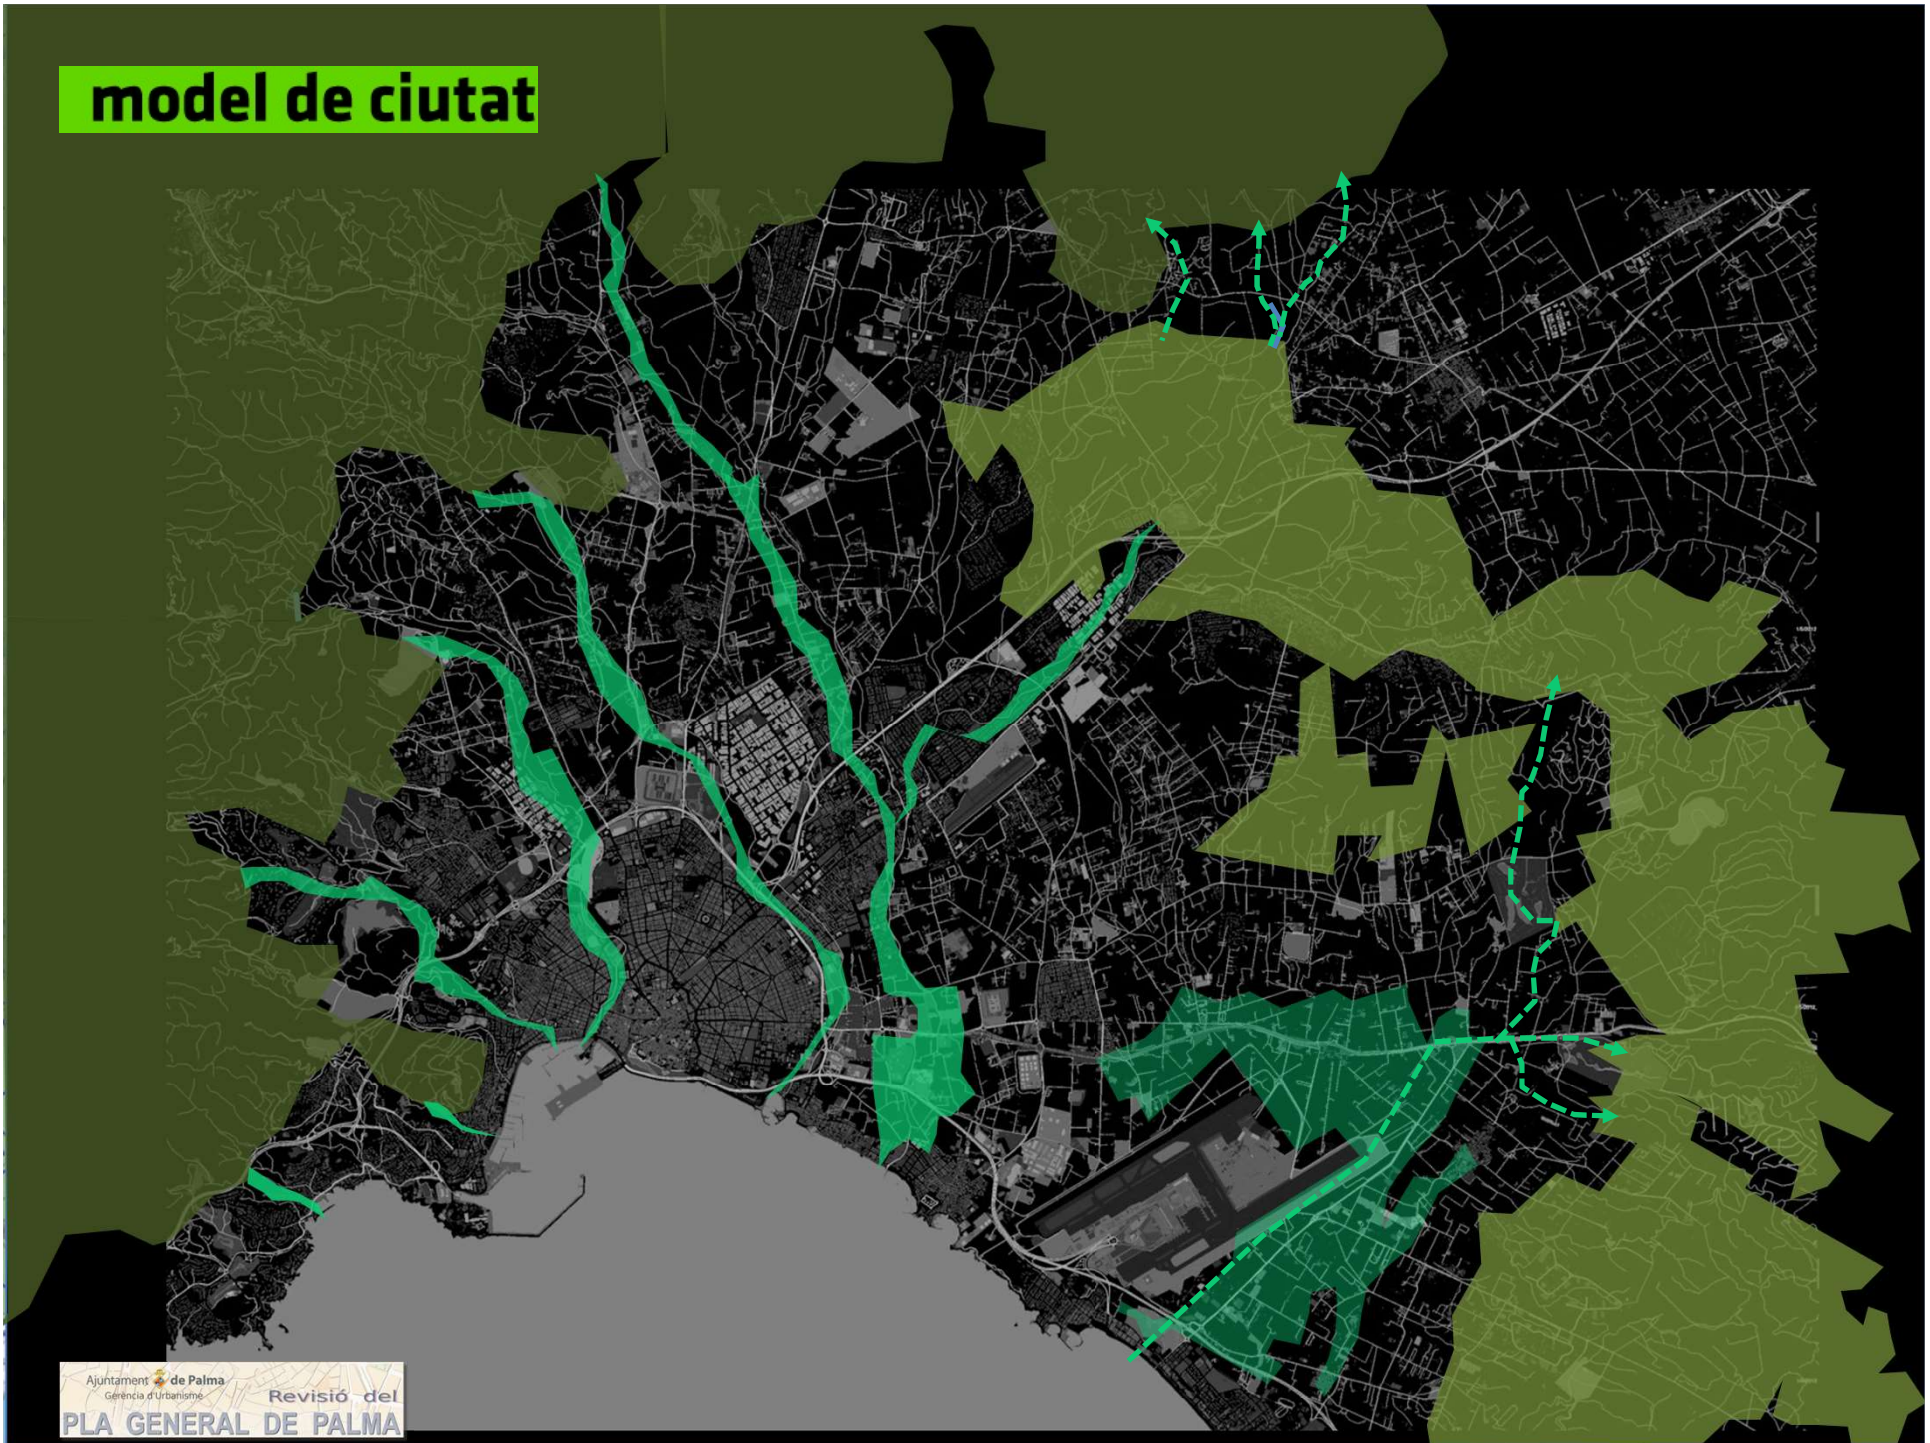 model de ciutat
Ajuntament de Palma
Gerència d'Urbanisme
Revisió del
PLA GENERAL DE PALMA